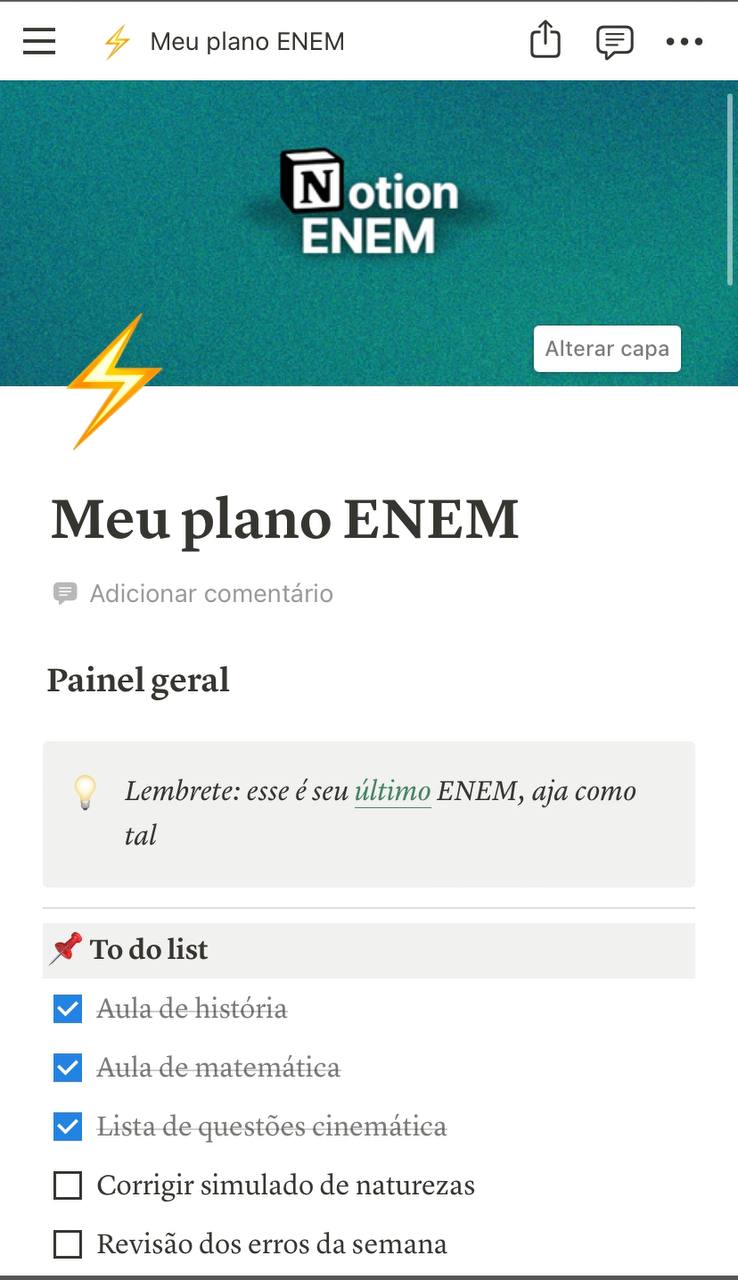 Meu plano ENEM
Notion
ENEM
Alterar capa
Meu plano ENEM
Adicionar comentário
Painel geral
Lembrete: esse é seu último ENEM, aja como
tal
To do list
Aula de história
Aula de matemática
Lista de questões cinemática
Corrigir simulado de naturezas
Revisão dos erros da semana